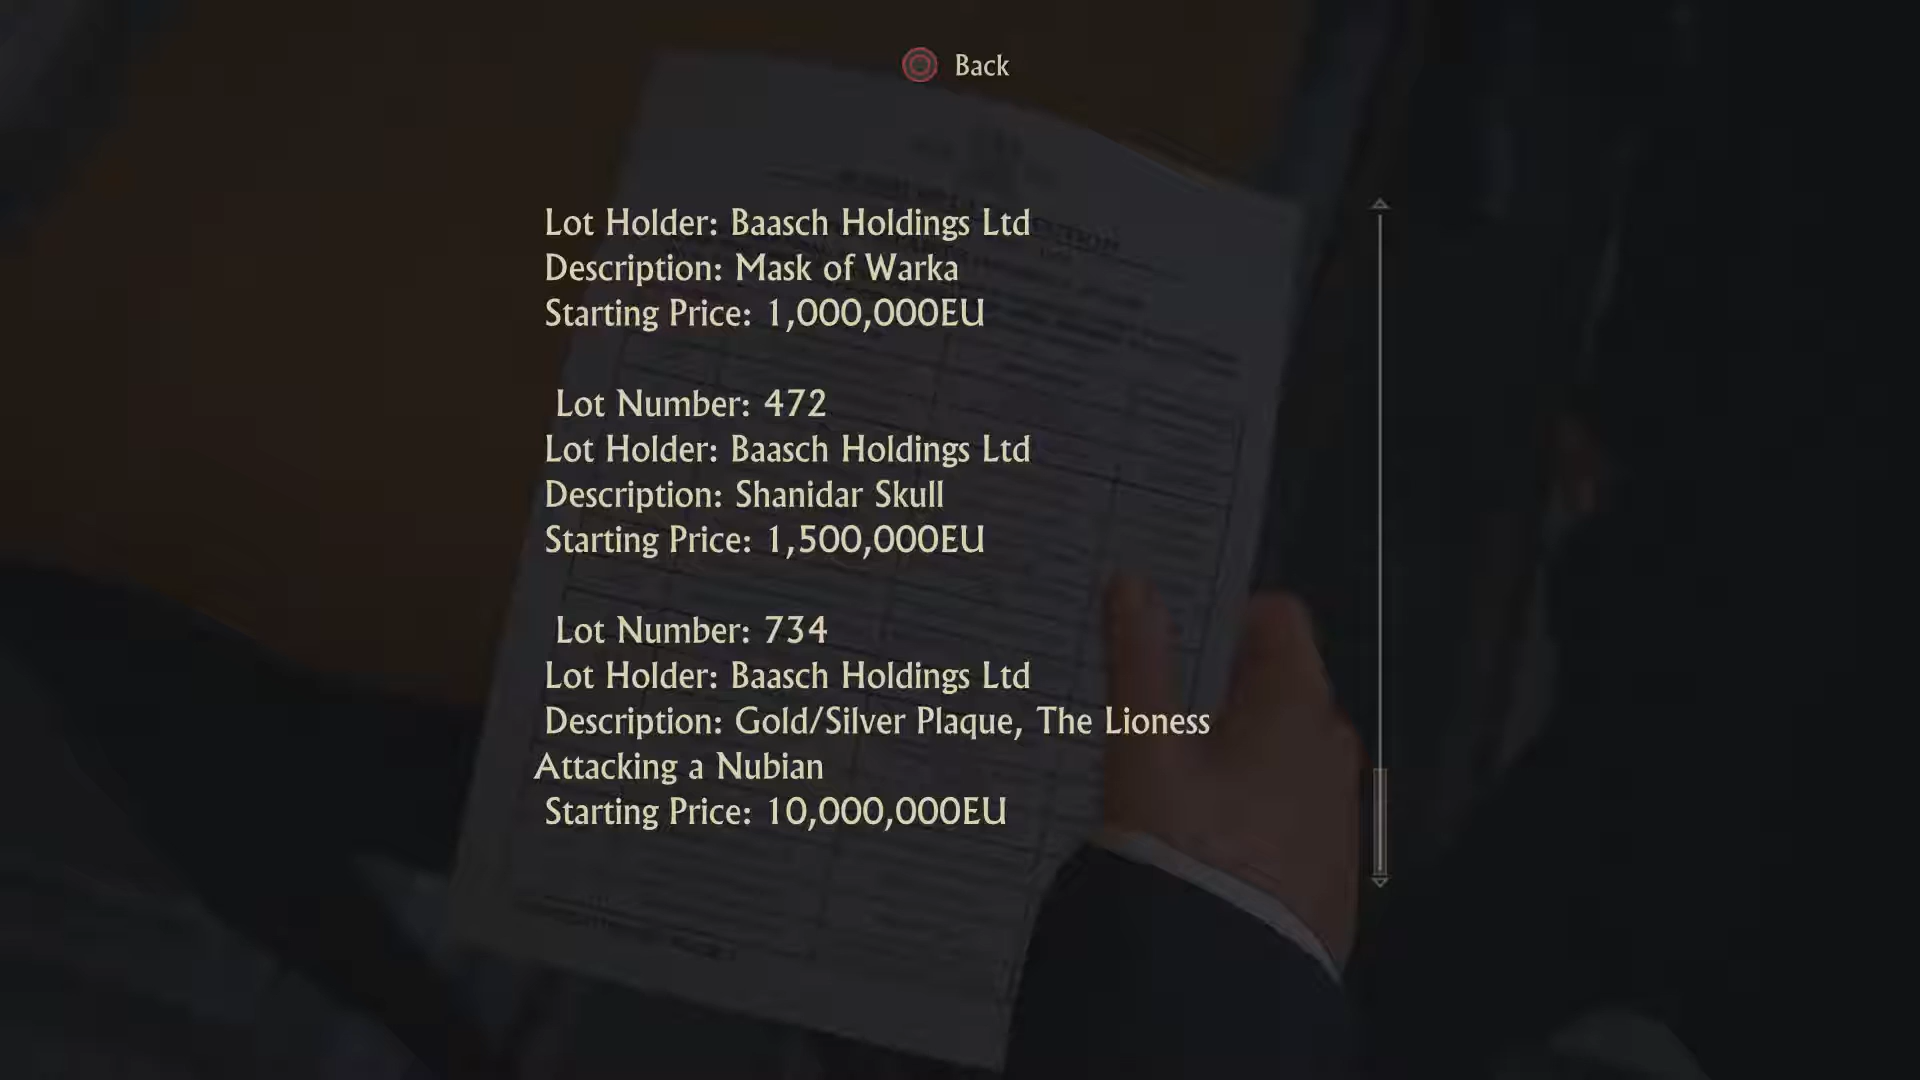 Back
Lot Holder: Baasch Holdings Ltd
Description: Mask of Warka
Starting Price: 1,000,000EU
Lot Number: 472
Lot Holder: Baasch Holdings Ltd
Description: Shanidar Skull
Starting Price: 1,500,000EU
Lot Number: 734
Lot Holder: Baasch Holdings Ltd
Description: Gold/Silver Plaque, The Lioness
Attacking a Nubian
Starting Price: 10,000,000EU